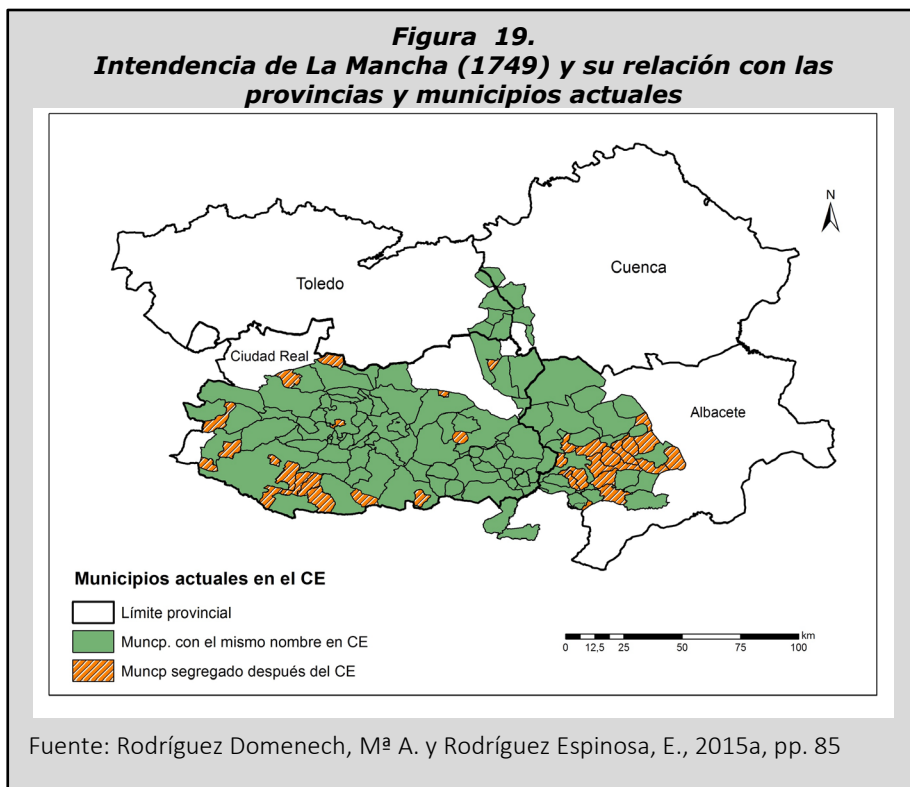 Figura 19.
Intendencia de La Mancha (1749) y su relación con las
provincias y municipios actuales
N
Cuenca
Toledo
Ciudad Real
Albacete
Municipios actuales en el CE
Límite provincial
Muncp. con el mismo nombre en CE
Muncp segregado después del CE
km
0 12,5 25 50 75 100
Fuente: Rodríguez Domenech, Mª A. y Rodríguez Espinosa, E., 2015a, pp. 85